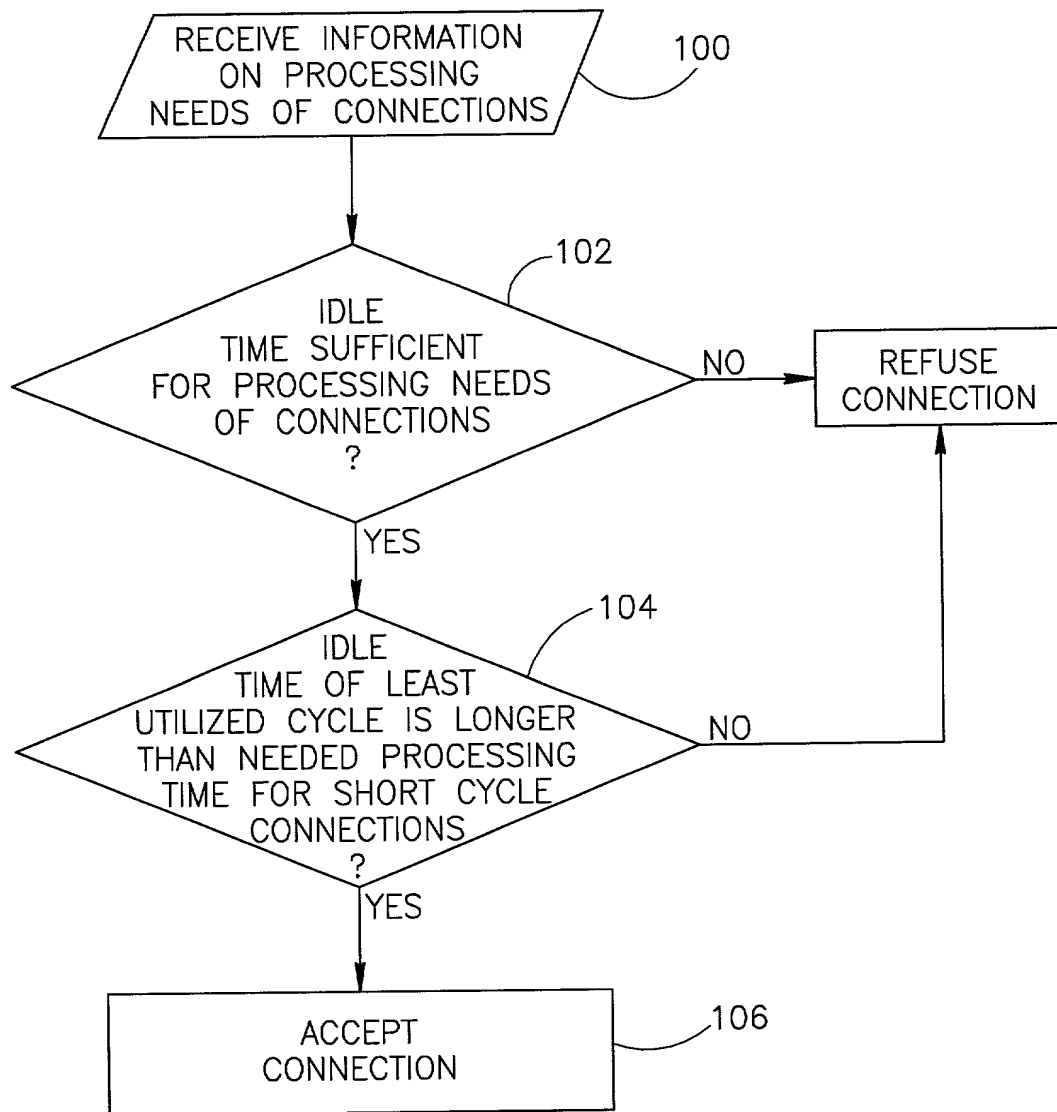 RECEIVE INFORMATION
ON PROCESSING
NEEDS OF CONNECTIONS
100
102
IDLE
TIME SUFFICIENT
FOR PROCESSING NEEDS
OF CONNECTIONS
?
NO
REFUSE
CONNECTION
YES
104
IDLE
TIME OF LEAST
UTILIZED CYCLE IS LONGER
THAN NEEDED PROCESSING
TIME FOR SHORT CYCLE
CONNECTIONS
?
NO
YES
ACCEPT
CONNECTION
106